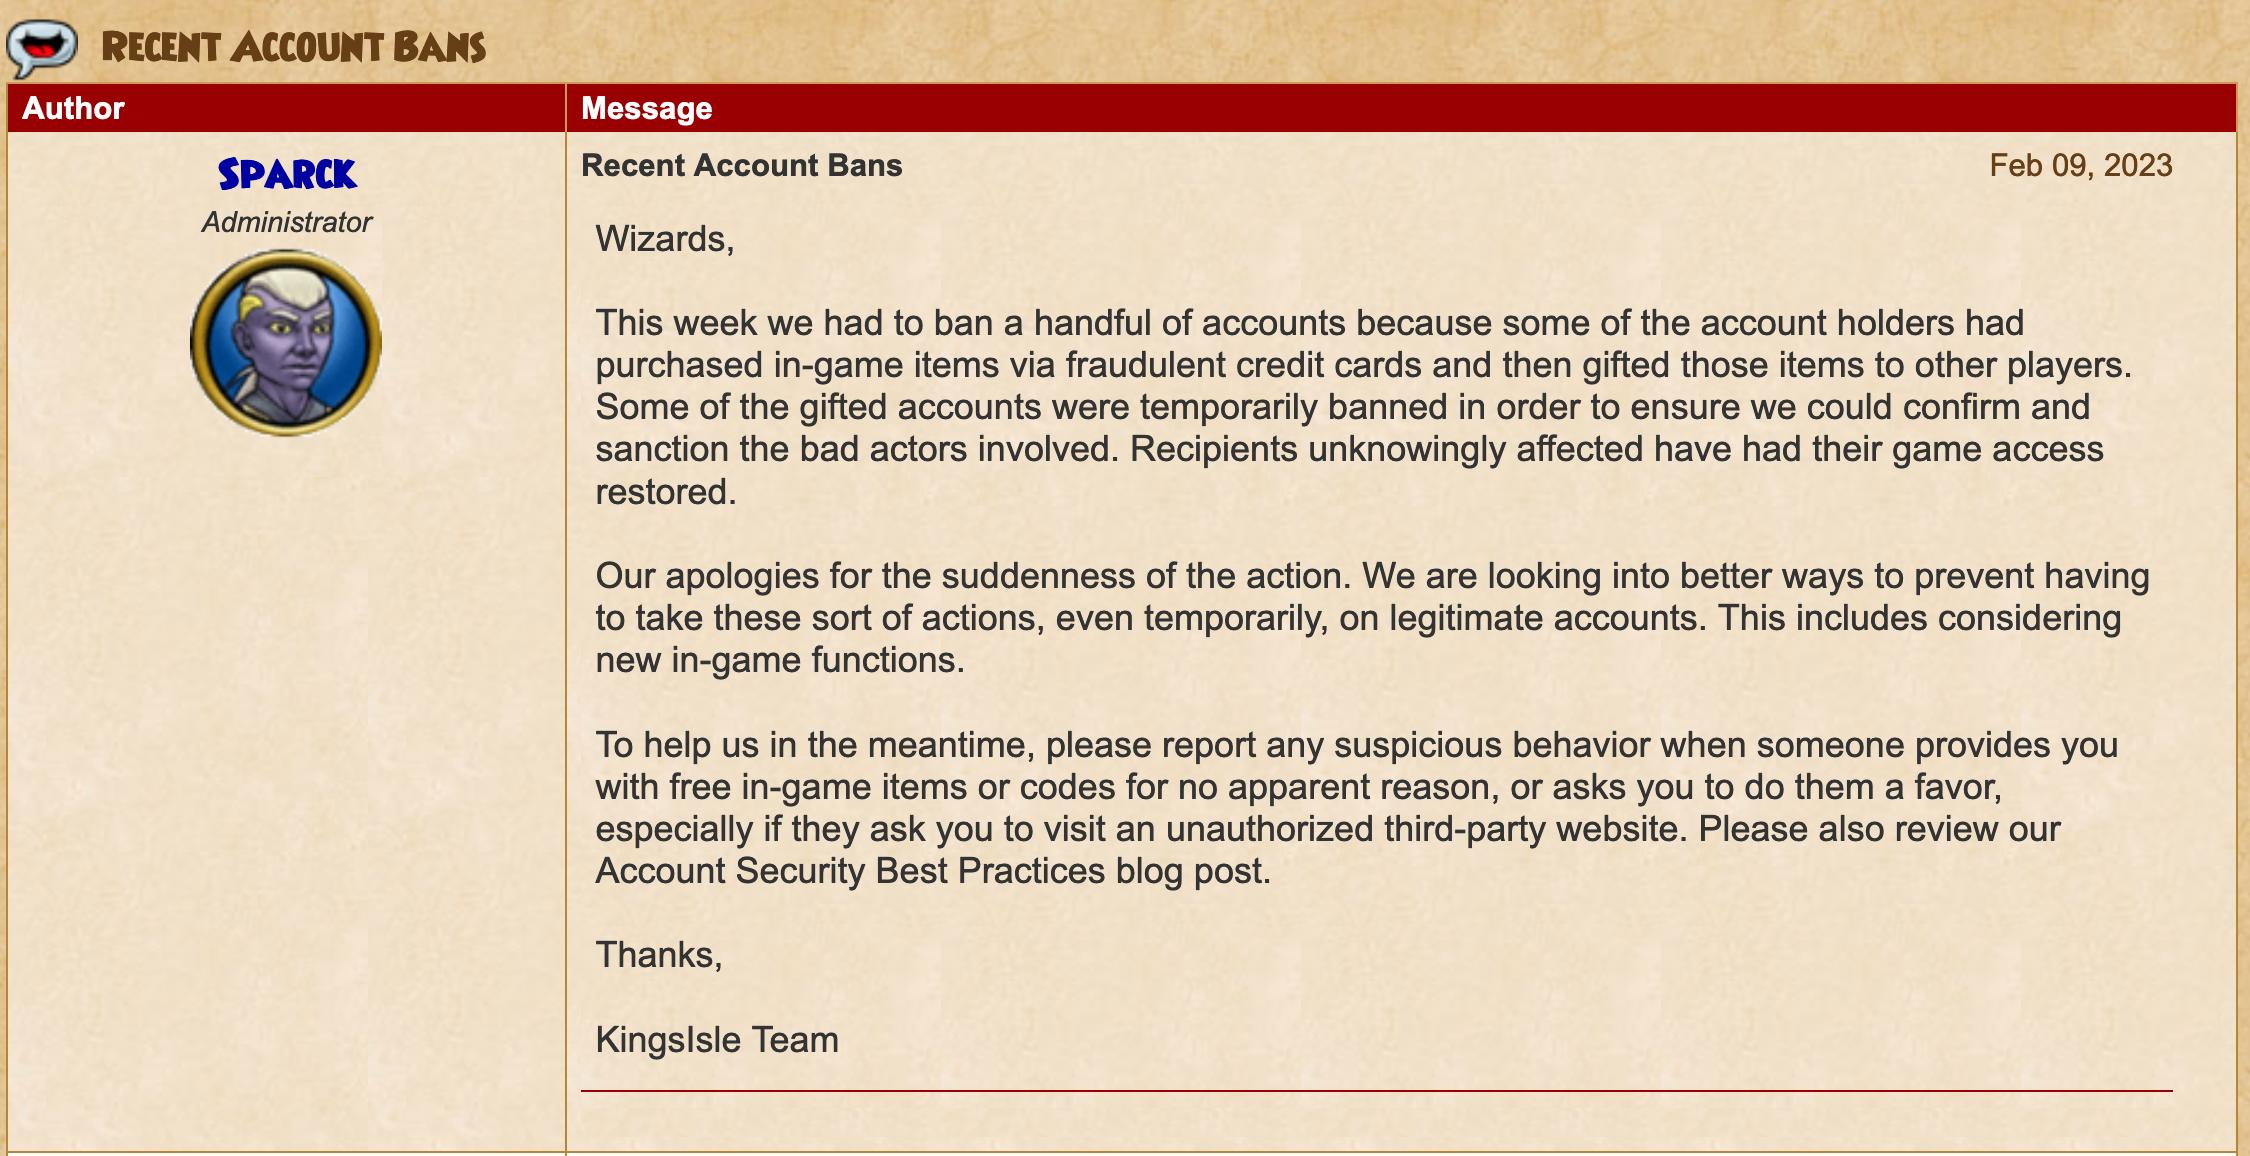 Recent Account Bans
Author
Message
Sparck
Administrator
Recent Account Bans
Feb 09, 2023
Wizards,
This week we had to ban a handful of accounts because some of the account holders had
purchased in-game items via fraudulent credit cards and then gifted those items to other players.
Some of the gifted accounts were temporarily banned in order to ensure we could confirm and
sanction the bad actors involved. Recipients unknowingly affected have had their game access
restored.
Our apologies for the suddenness of the action. We are looking into better ways to prevent having
to take these sort of actions, even temporarily, on legitimate accounts. This includes considering
new in-game functions.
To help us in the meantime, please report any suspicious behavior when someone provides you
with free in-game items or codes for no apparent reason, or asks you to do them a favor,
especially if they ask you to visit an unauthorized third-party website. Please also review our
Account Security Best Practices blog post.
Thanks,
KingsIsle Team